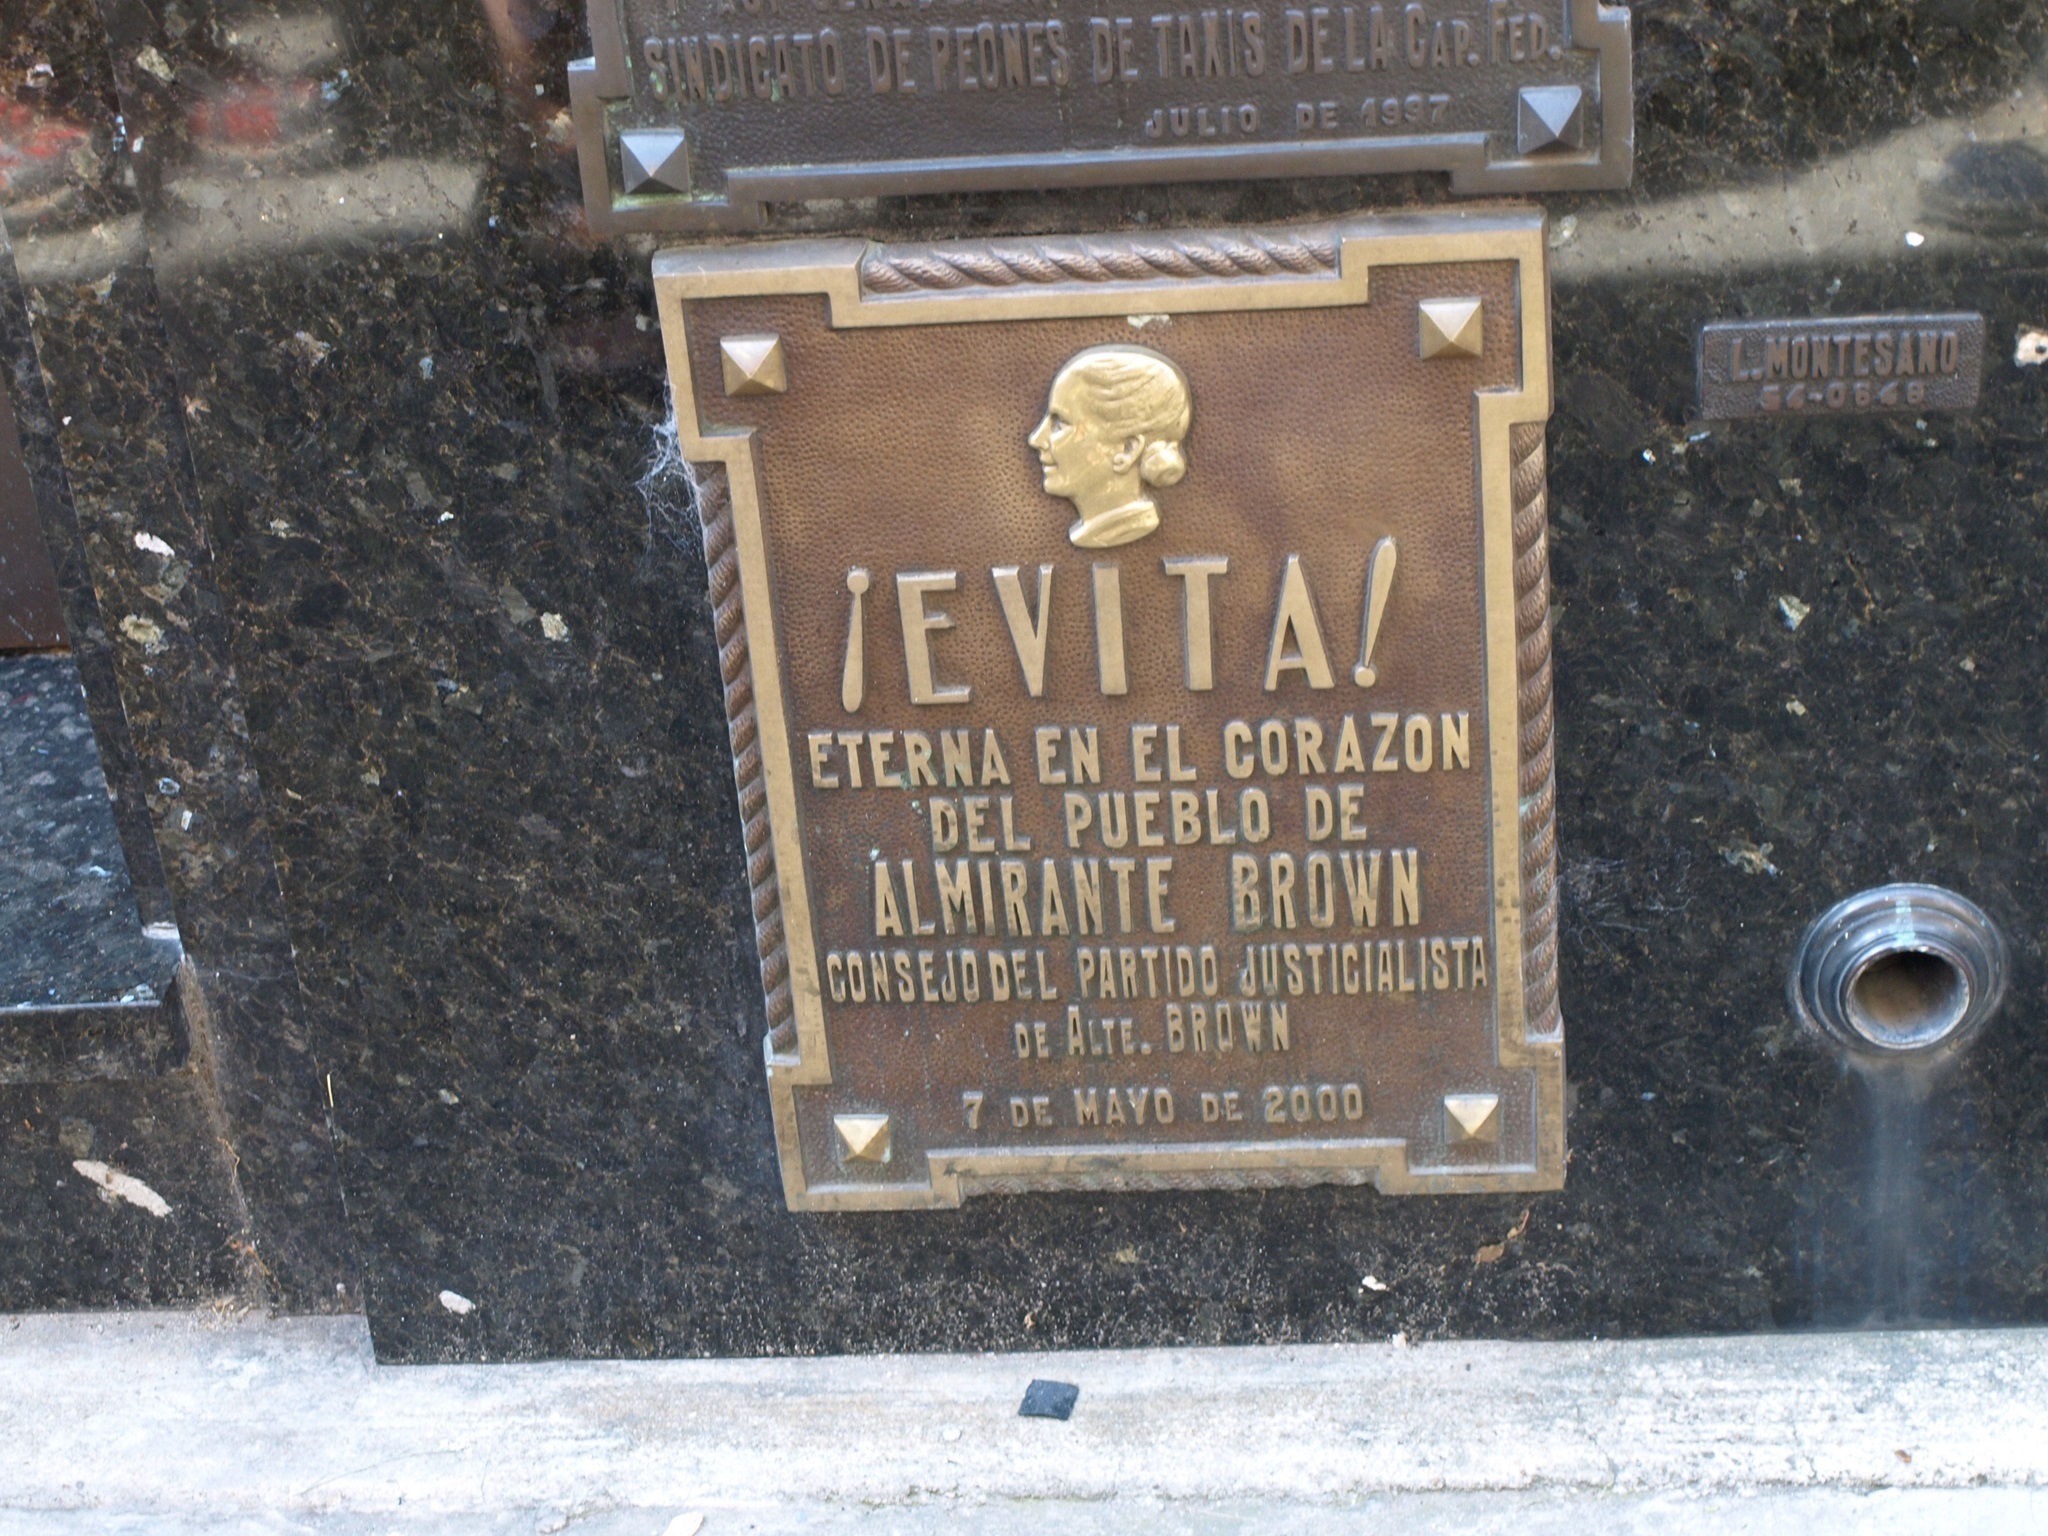 SINDICATO DE PEONES DE TAXIS DE LA CAP. FED.
JULIO DE 1997
L. MONTESANO
¡EVITA!
ETERNA EN EL CORAZON
DEL PUEBLO DE
ALMIRANTE BROWN
CONSEJO DEL PARTIDO JUSTICIALISTA
DE ALTE. BROWN
7 DE MAYO DE 2000